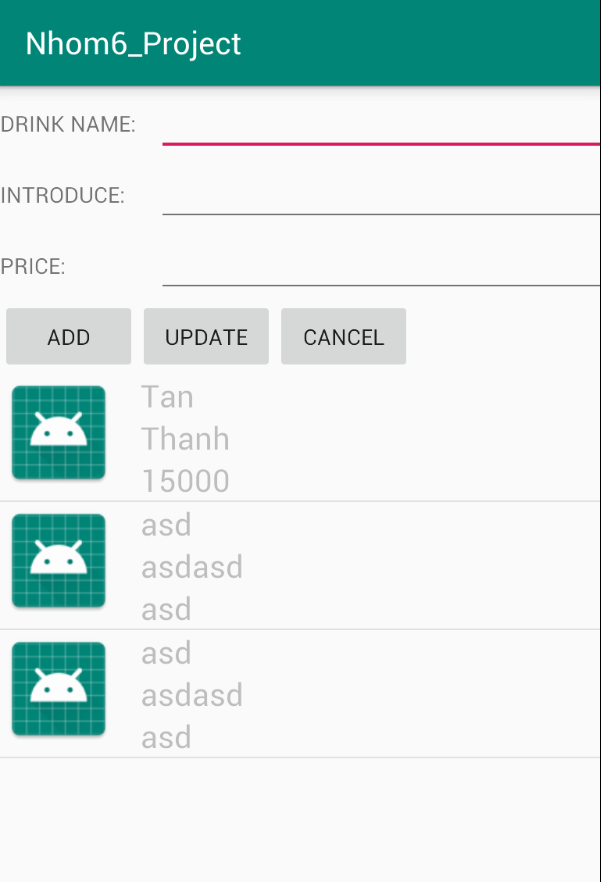 Nhom6_Project
DRINK NAME:
INTRODUCE:
PRICE:
ADD UPDATE CANCEL
Tan
Thanh
15000
asd
asdasd
asd
asd
asdasd
asd